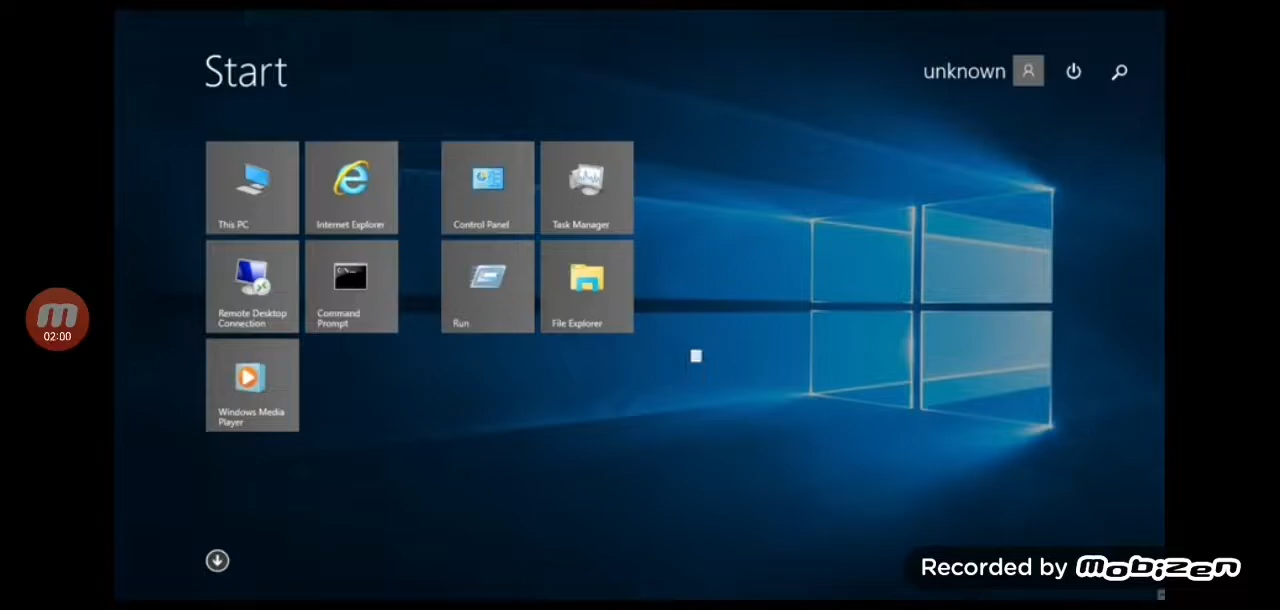 Start
unknown
This PC
Internet Explorer
Control Panel
Task Manager
Remote Desktop
Connection
Command
Prompt
Run
File Explorer
Windows Media
Player
02:00
Recorded by mobizen